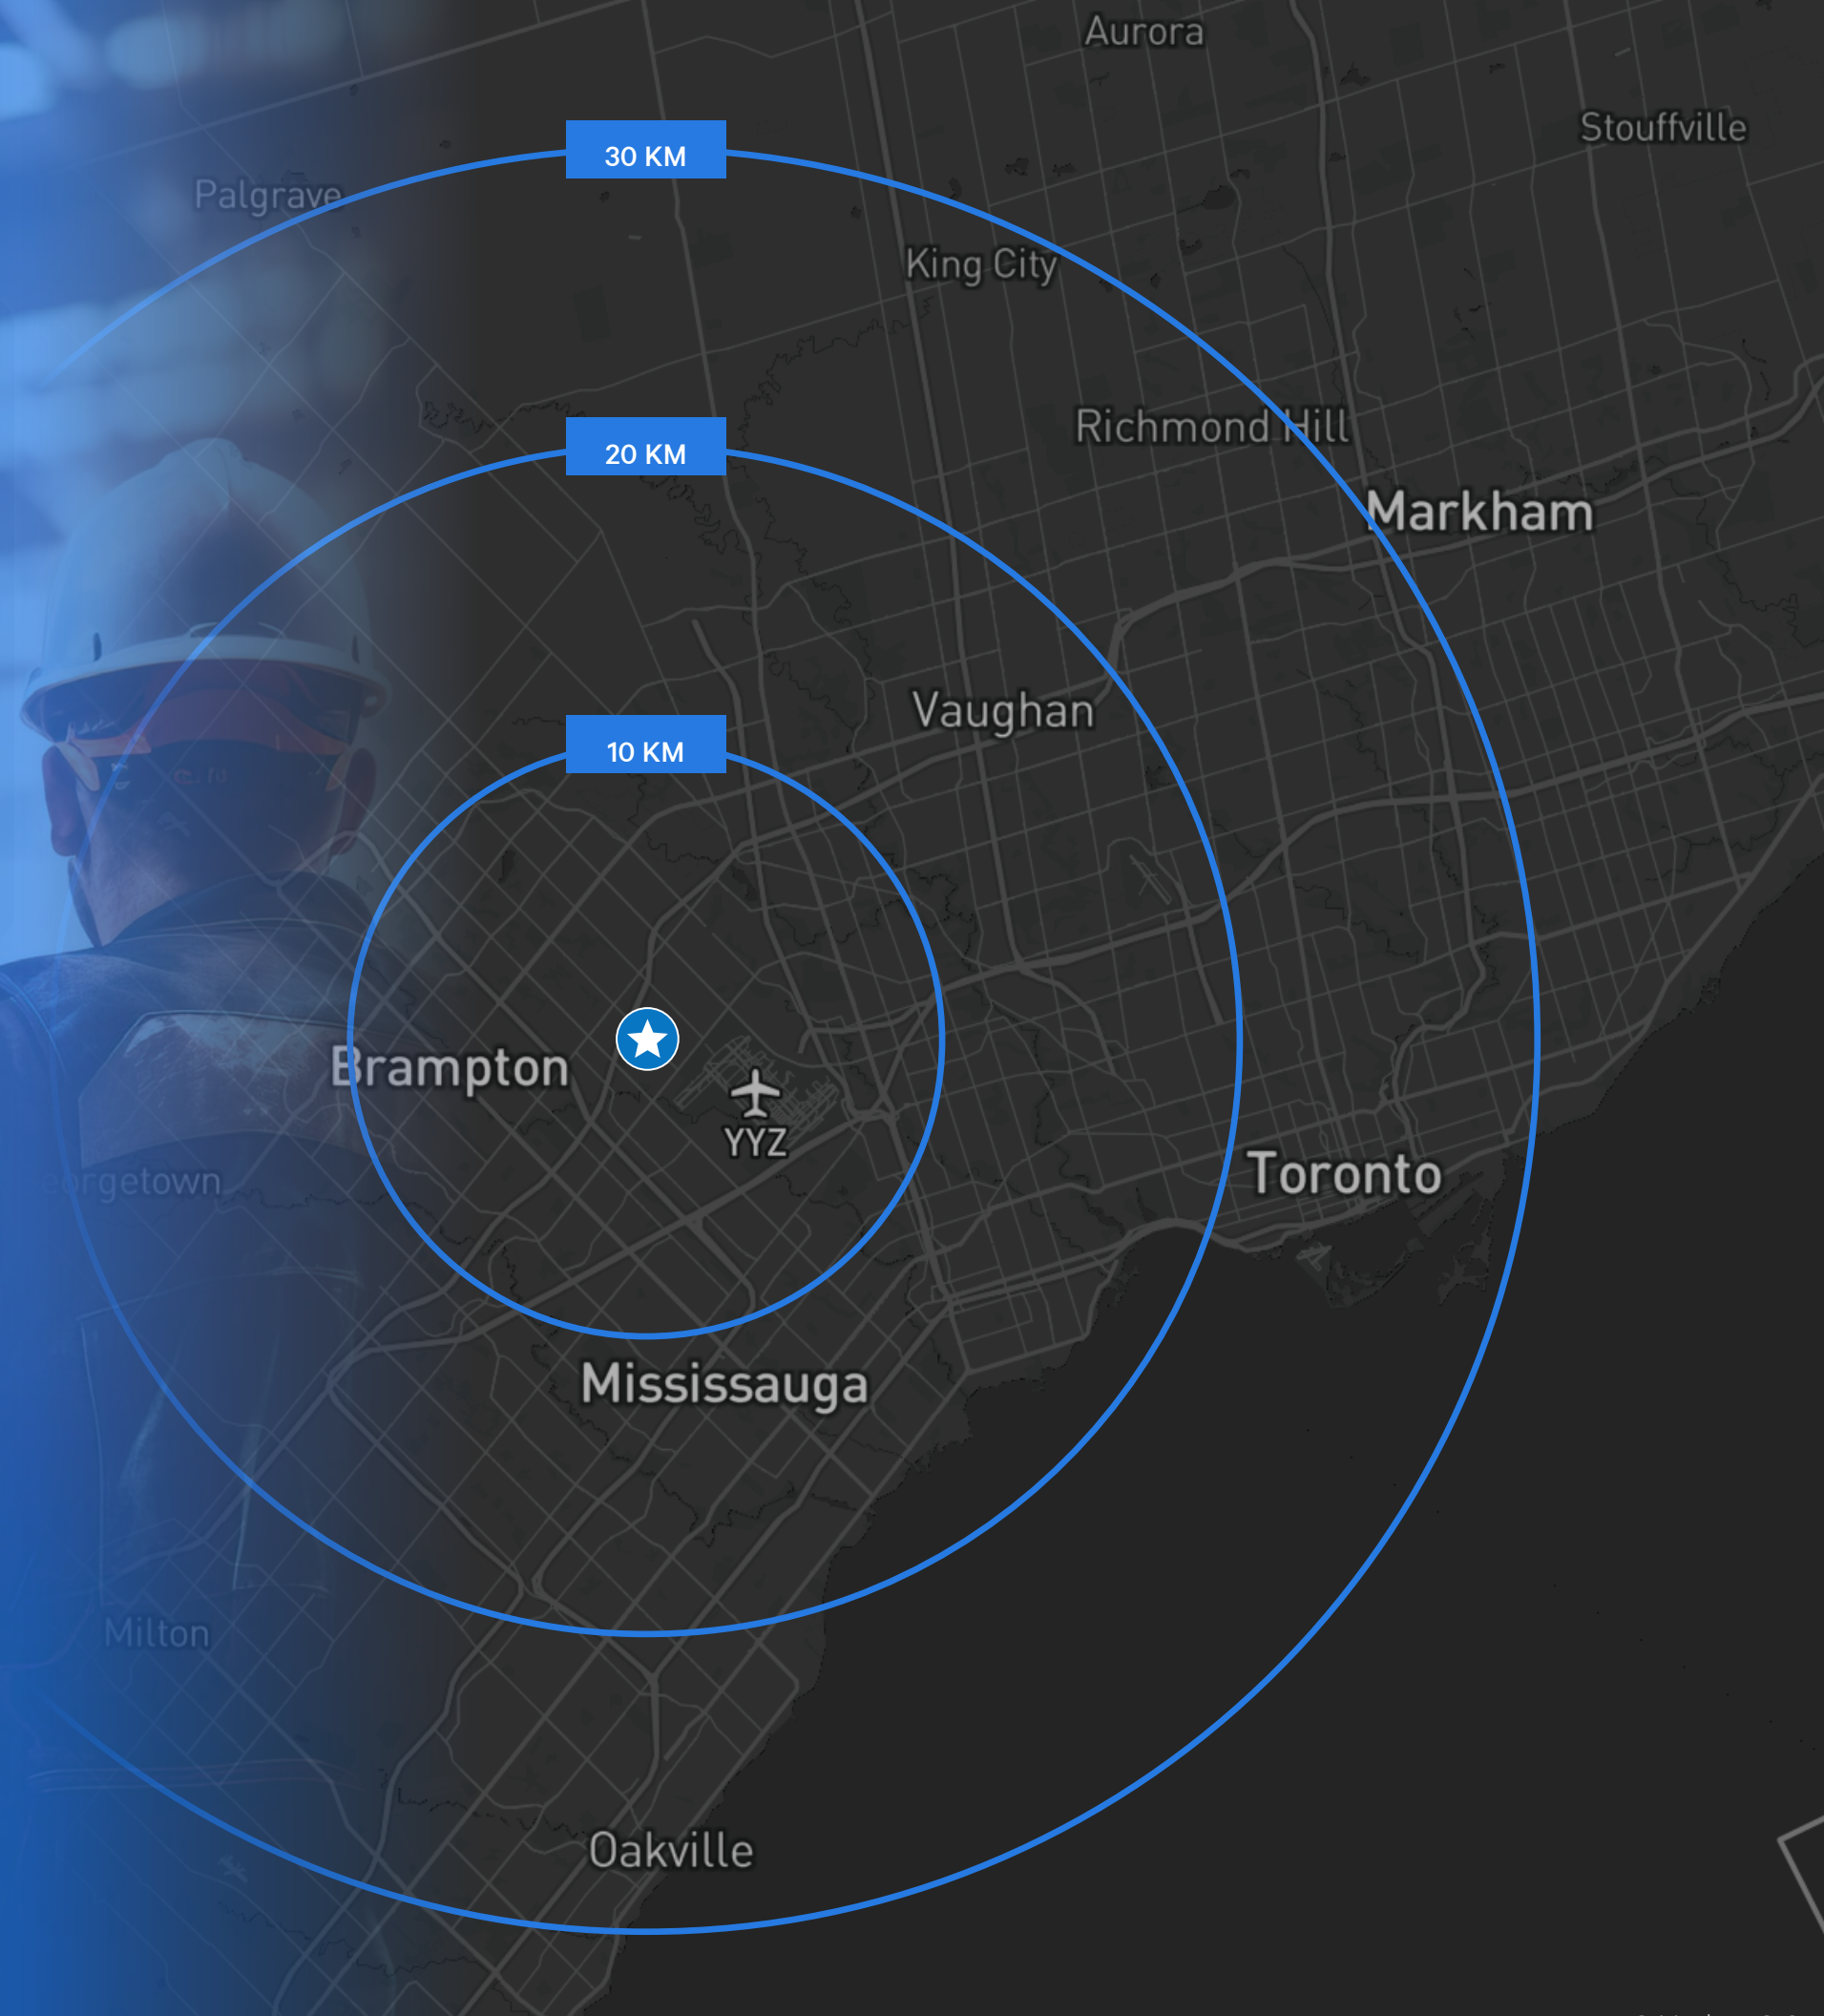 Aurora
Stouffville
30 KM
Palgrave
King City
20 KM
Richmond Hill
Markham
Vaughan
10 KM
Brampton
YYZ
Toronto
eorgetown
Mississauga
Milton
Oakville